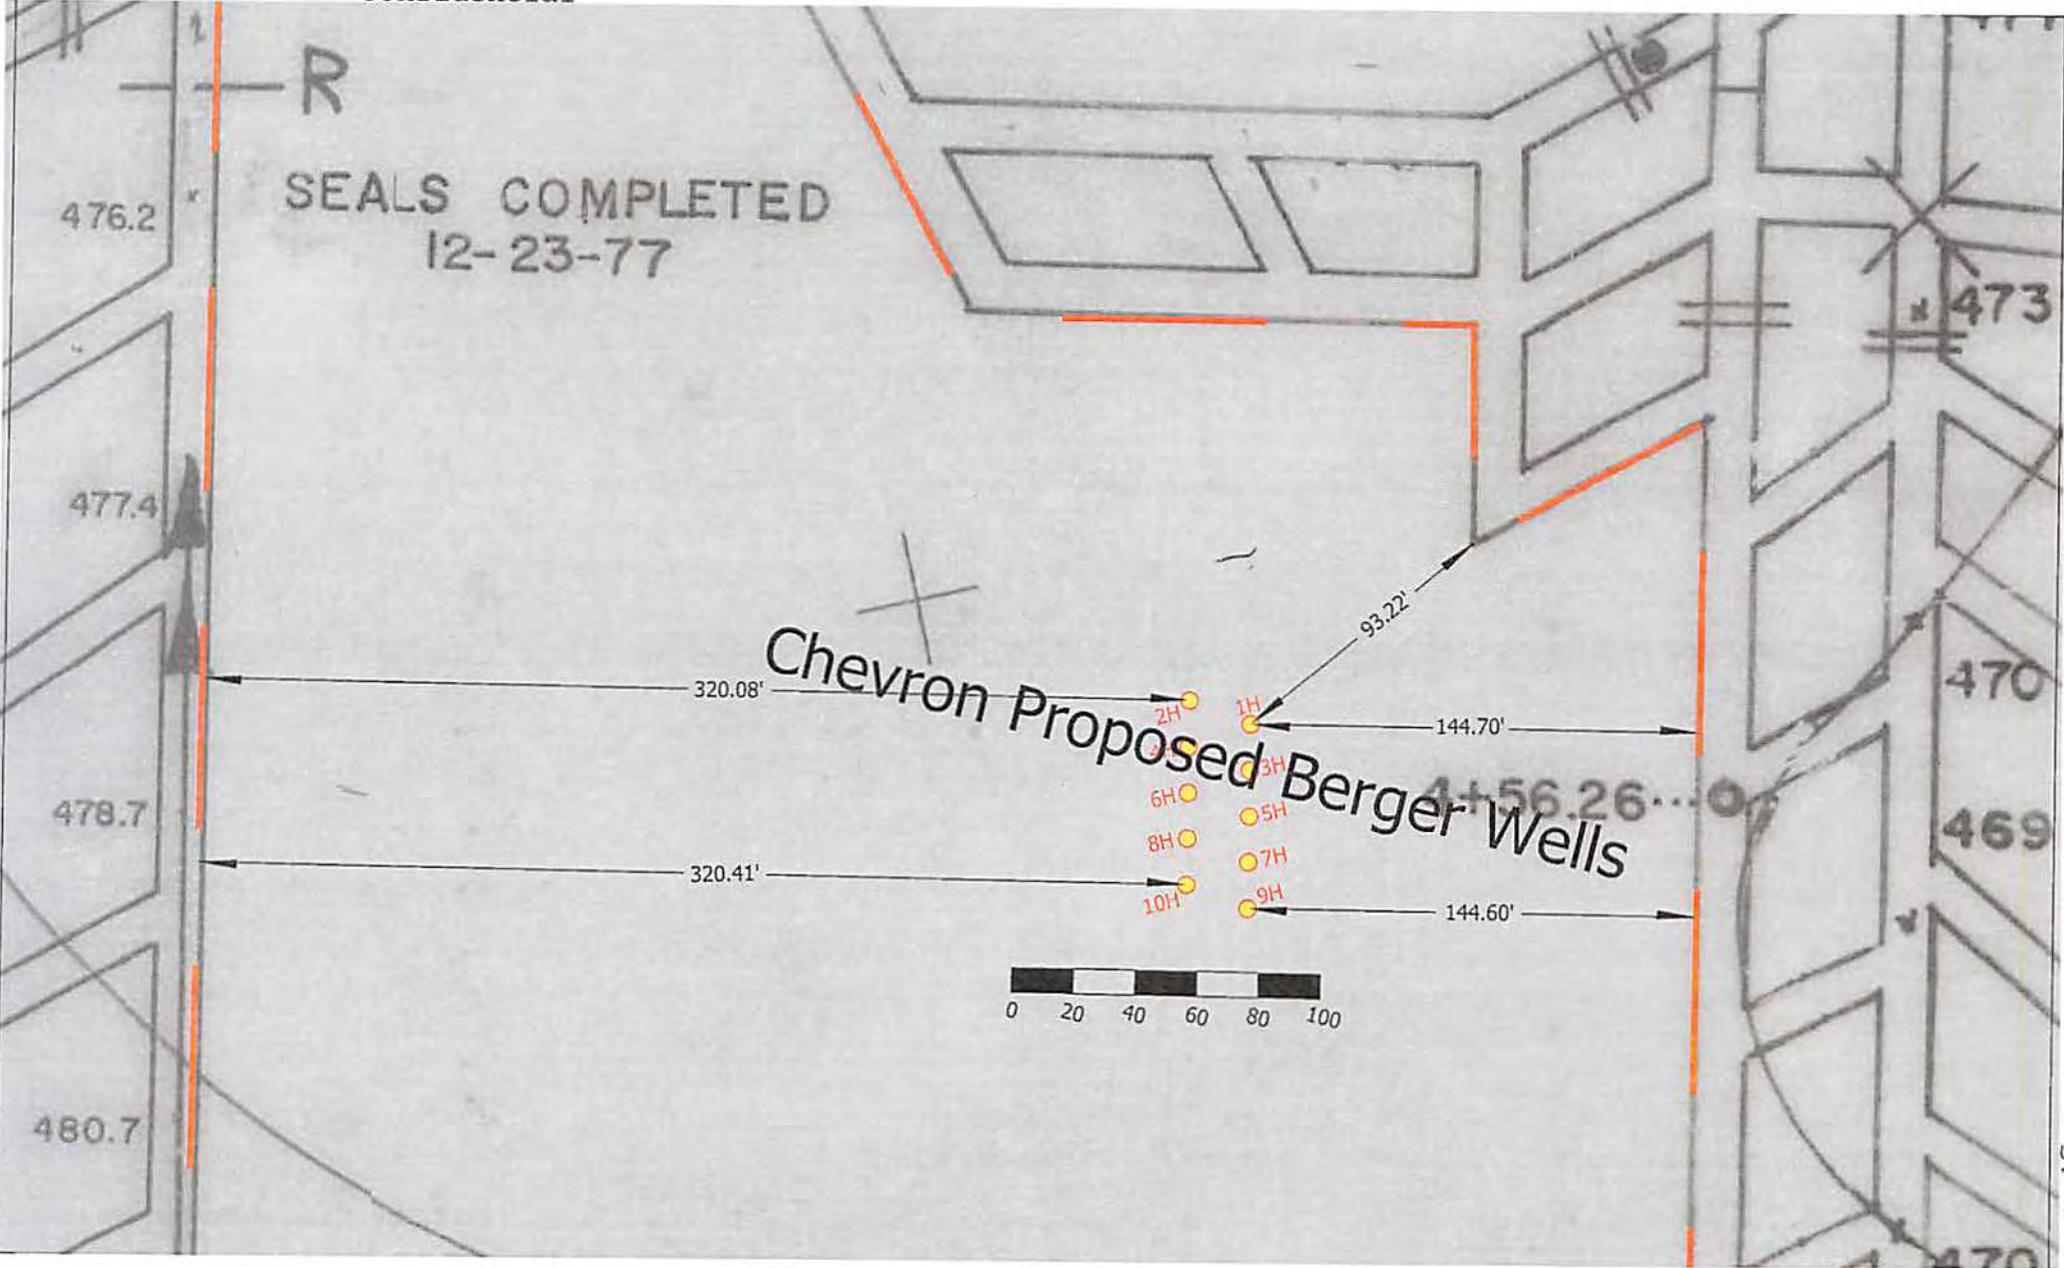 R
SEALS COMPLETED
12-23-77
476.2
473
477.4
93.22'
Chevron Proposed Berger Wells
320.08'
2H
1H
144.70'
470
3H
6H
5H
4+56.26...
478.7
8H
469
7H
320.41'
10H
9H
144.60'
0 20 40 60 80 100
480.7